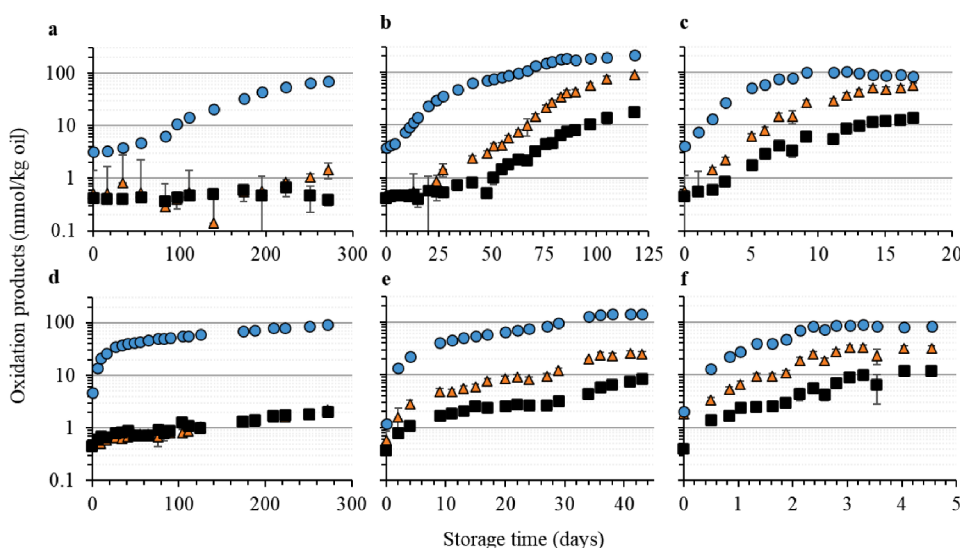 a
b
c
100
10
1
0.1
0 100 200 300
0 25 50 75 100 125
0 5 10 15 20
d
e
f
100
10
1
0.1
0 100 200 300
0 10 20 30 40
0 1 2 3 4 5
Oxidation products (mmol/kg oil)
Storage time (days)